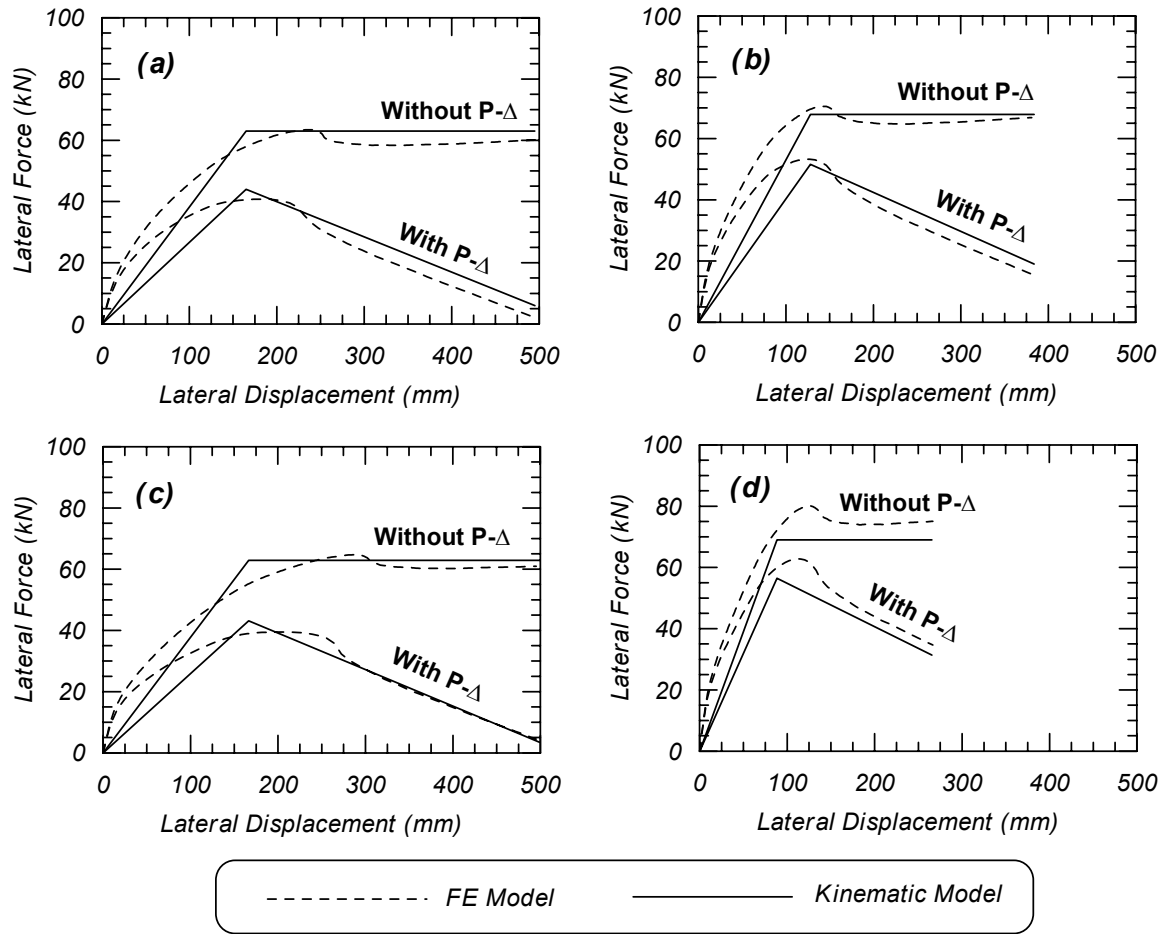 (a)
Without P-Δ
With P-Δ
100
80
60
40
20
0
Lateral Force (kN)
0 100 200 300 400 500
Lateral Displacement (mm)
(b)
Without P-Δ
With P-Δ
100
80
60
40
20
0
Lateral Force (kN)
0 100 200 300 400 500
Lateral Displacement (mm)
(c)
Without P-Δ
With P-Δ
100
80
60
40
20
0
Lateral Force (kN)
0 100 200 300 400 500
Lateral Displacement (mm)
(d)
Without P-Δ
With P-Δ
100
80
60
40
20
0
Lateral Force (kN)
0 100 200 300 400 500
Lateral Displacement (mm)
FE Model
Kinematic Model